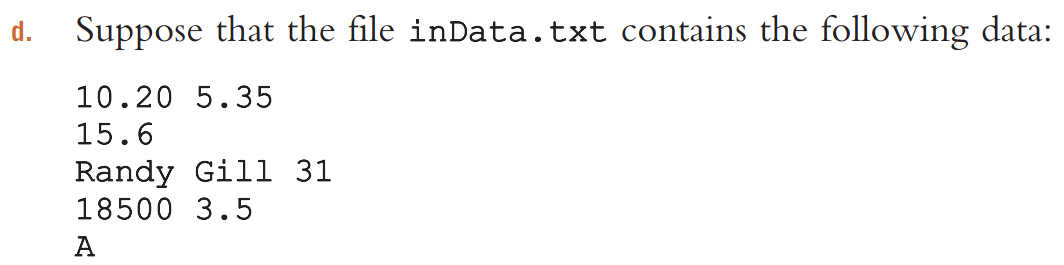 d. Suppose that the file inData.txt contains the following data:
10.20 5.35
15.6
Randy Gill 31
18500 3.5
A